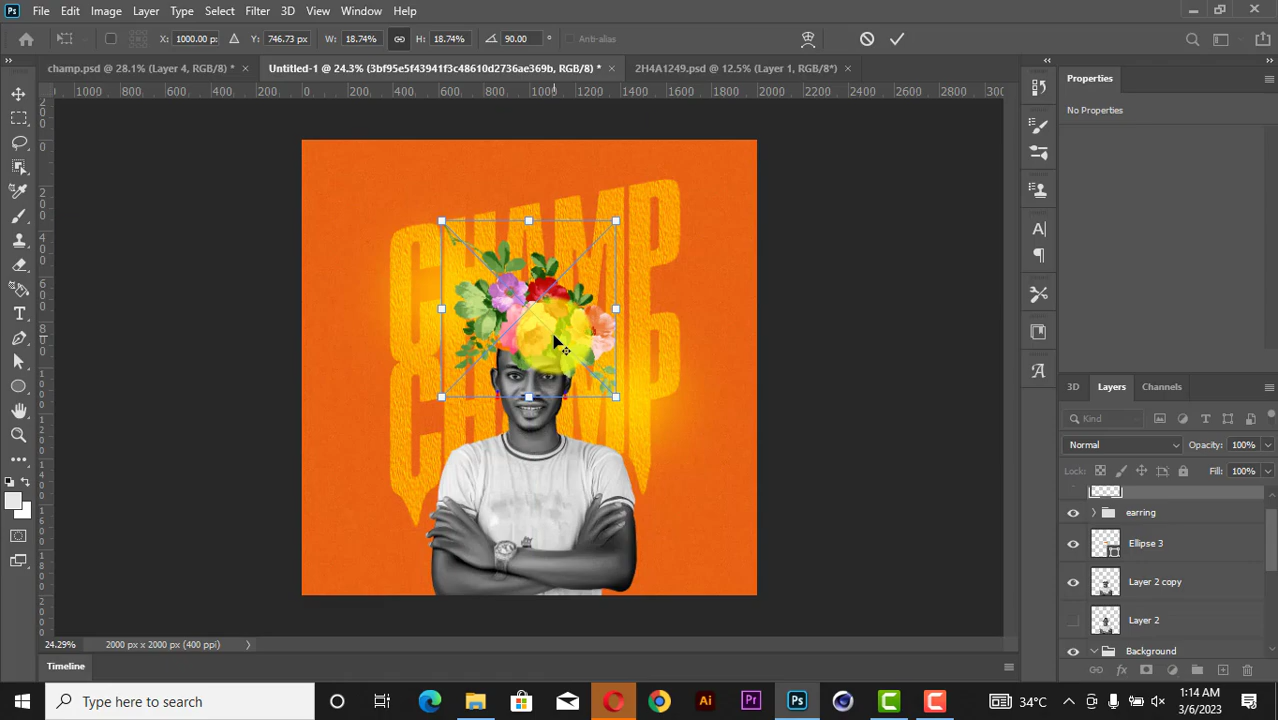 Ps File Edit Image Layer Type Select Filter 3D View Window Help
X: 1000.00 p: Y: 746.73 px W: 18.74% H: 18.74% 90.00 ° Anti-alias
champ.psd @ 28.1% (Layer 4, RGB/8) * × Untitled-1 @ 24.3% (3bf95e5f43941f3c48610d2736ae369b, RGB/8) * × 2H4A1249.psd @ 12.5% (Layer 1, RGB/8*) ×
1000 800 600 400 200 0 200 400 600 800 1000 1200 1400 1600 1800 2000 2200 2400 2600 2800 300
Properties
No Properties
CHAMP
CHAMP
3D Layers Channels
Kind
Normal Opacity: 100%
Lock: Fill: 100%
earring
Ellipse 3
Layer 2 copy
Layer 2
Background
24.29% 2000 px x 2000 px (400 ppi)
Timeline
Type here to search
Ai Pr Ps
34°C
1:14 AM
3/6/2023